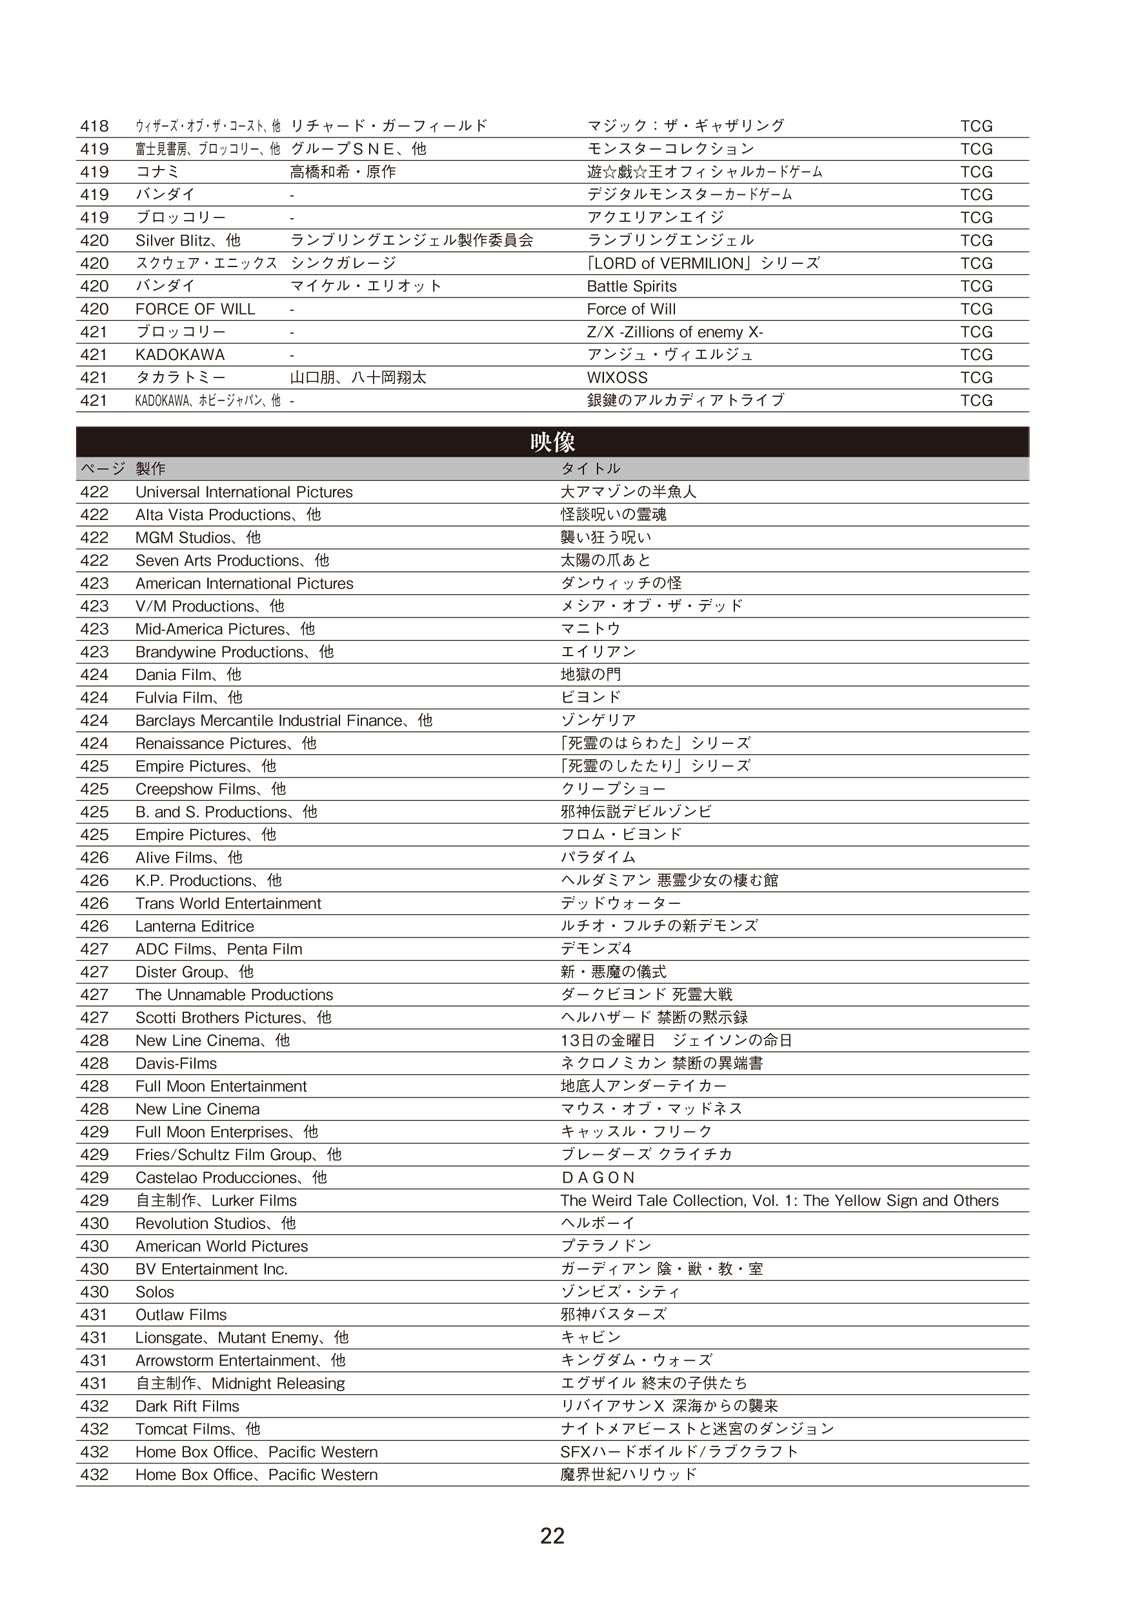 418 ウィザーズ・オブ・ザ・コースト、他 リチャード・ガーフィールド マジック：ザ・ギャザリング TCG
419 富士見書房、ブロッコリー、他 グループＳＮＥ、他 モンスターコレクション TCG
419 コナミ 高橋和希・原作 遊☆戯☆王オフィシャルカードゲーム TCG
419 バンダイ - デジタルモンスターカードゲーム TCG
419 ブロッコリー - アクエリアンエイジ TCG
420 Silver Blitz、他 ランブリングエンジェル製作委員会 ランブリングエンジェル TCG
420 スクウェア・エニックス シンクガレージ 「LORD of VERMILION」シリーズ TCG
420 バンダイ マイケル・エリオット Battle Spirits TCG
420 FORCE OF WILL - Force of Will TCG
421 ブロッコリー - Z/X -Zillions of enemy X- TCG
421 KADOKAWA - アンジュ・ヴィエルジュ TCG
421 タカラトミー 山口朋、八十岡翔太 WIXOSS TCG
421 KADOKAWA、ホビージャパン、他 - 銀鍵のアルカディアトライブ TCG
映像
ページ 製作 タイトル
422 Universal International Pictures 大アマゾンの半魚人
422 Alta Vista Productions、他 怪談呪いの霊魂
422 MGM Studios、他 襲い狂う呪い
422 Seven Arts Productions、他 太陽の爪あと
423 American International Pictures ダンウィッチの怪
423 V/M Productions、他 メシア・オブ・ザ・デッド
423 Mid-America Pictures、他 マニトウ
423 Brandywine Productions、他 エイリアン
424 Dania Film、他 地獄の門
424 Fulvia Film、他 ビヨンド
424 Barclays Mercantile Industrial Finance、他 ゾンゲリア
424 Renaissance Pictures、他 「死霊のはらわた」シリーズ
425 Empire Pictures、他 「死霊のしたたり」シリーズ
425 Creepshow Films、他 クリープショー
425 B. and S. Productions、他 邪神伝説デビルゾンビ
425 Empire Pictures、他 フロム・ビヨンド
426 Alive Films、他 パラダイム
426 K.P. Productions、他 ヘルダミアン 悪霊少女の棲む館
426 Trans World Entertainment デッドウォーター
426 Lanterna Editrice ルチオ・フルチの新デモンズ
427 ADC Films、Penta Film デモンズ4
427 Dister Group、他 新・悪魔の儀式
427 The Unnamable Productions ダークビヨンド 死霊大戦
427 Scotti Brothers Pictures、他 ヘルハザード 禁断の黙示録
428 New Line Cinema、他 13日の金曜日　ジェイソンの命日
428 Davis-Films ネクロノミカン 禁断の異端書
428 Full Moon Entertainment 地底人アンダーテイカー
428 New Line Cinema マウス・オブ・マッドネス
429 Full Moon Enterprises、他 キャッスル・フリーク
429 Fries/Schultz Film Group、他 ブレーダーズ クライチカ
429 Castelao Producciones、他 ＤＡＧＯＮ
429 自主制作、Lurker Films The Weird Tale Collection, Vol. 1: The Yellow Sign and Others
430 Revolution Studios、他 ヘルボーイ
430 American World Pictures プテラノドン
430 BV Entertainment Inc. ガーディアン 陰・獣・教・室
430 Solos ゾンビズ・シティ
431 Outlaw Films 邪神バスターズ
431 Lionsgate、Mutant Enemy、他 キャビン
431 Arrowstorm Entertainment、他 キングダム・ウォーズ
431 自主制作、Midnight Releasing エグザイル 終末の子供たち
432 Dark Rift Films リバイアサンＸ 深海からの襲来
432 Tomcat Films、他 ナイトメアビーストと迷宮のダンジョン
432 Home Box Office、Pacific Western SFXハードボイルド/ラブクラフト
432 Home Box Office、Pacific Western 魔界世紀ハリウッド
22